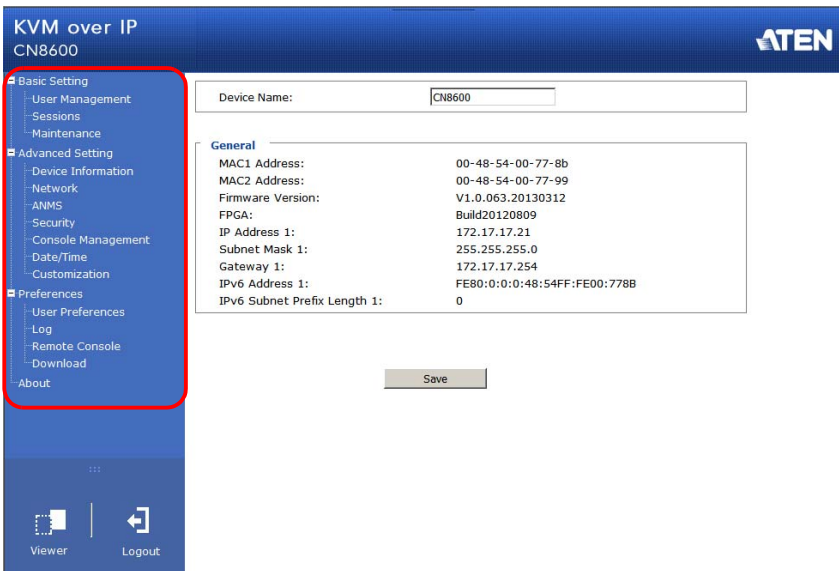 KVM over IP
CN8600
ATEN
Basic Setting
User Management
Sessions
Maintenance
Advanced Setting
Device Information
Network
ANMS
Security
Console Management
Date/Time
Customization
Preferences
User Preferences
Log
Remote Console
Download
About
Viewer
Logout
Device Name: CN8600
General
MAC1 Address: 00-48-54-00-77-8b
MAC2 Address: 00-48-54-00-77-99
Firmware Version: V1.0.063.20130312
FPGA: Build20120809
IP Address 1: 172.17.17.21
Subnet Mask 1: 255.255.255.0
Gateway 1: 172.17.17.254
IPv6 Address 1: FE80:0:0:0:48:54FF:FE00:778B
IPv6 Subnet Prefix Length 1: 0
Save